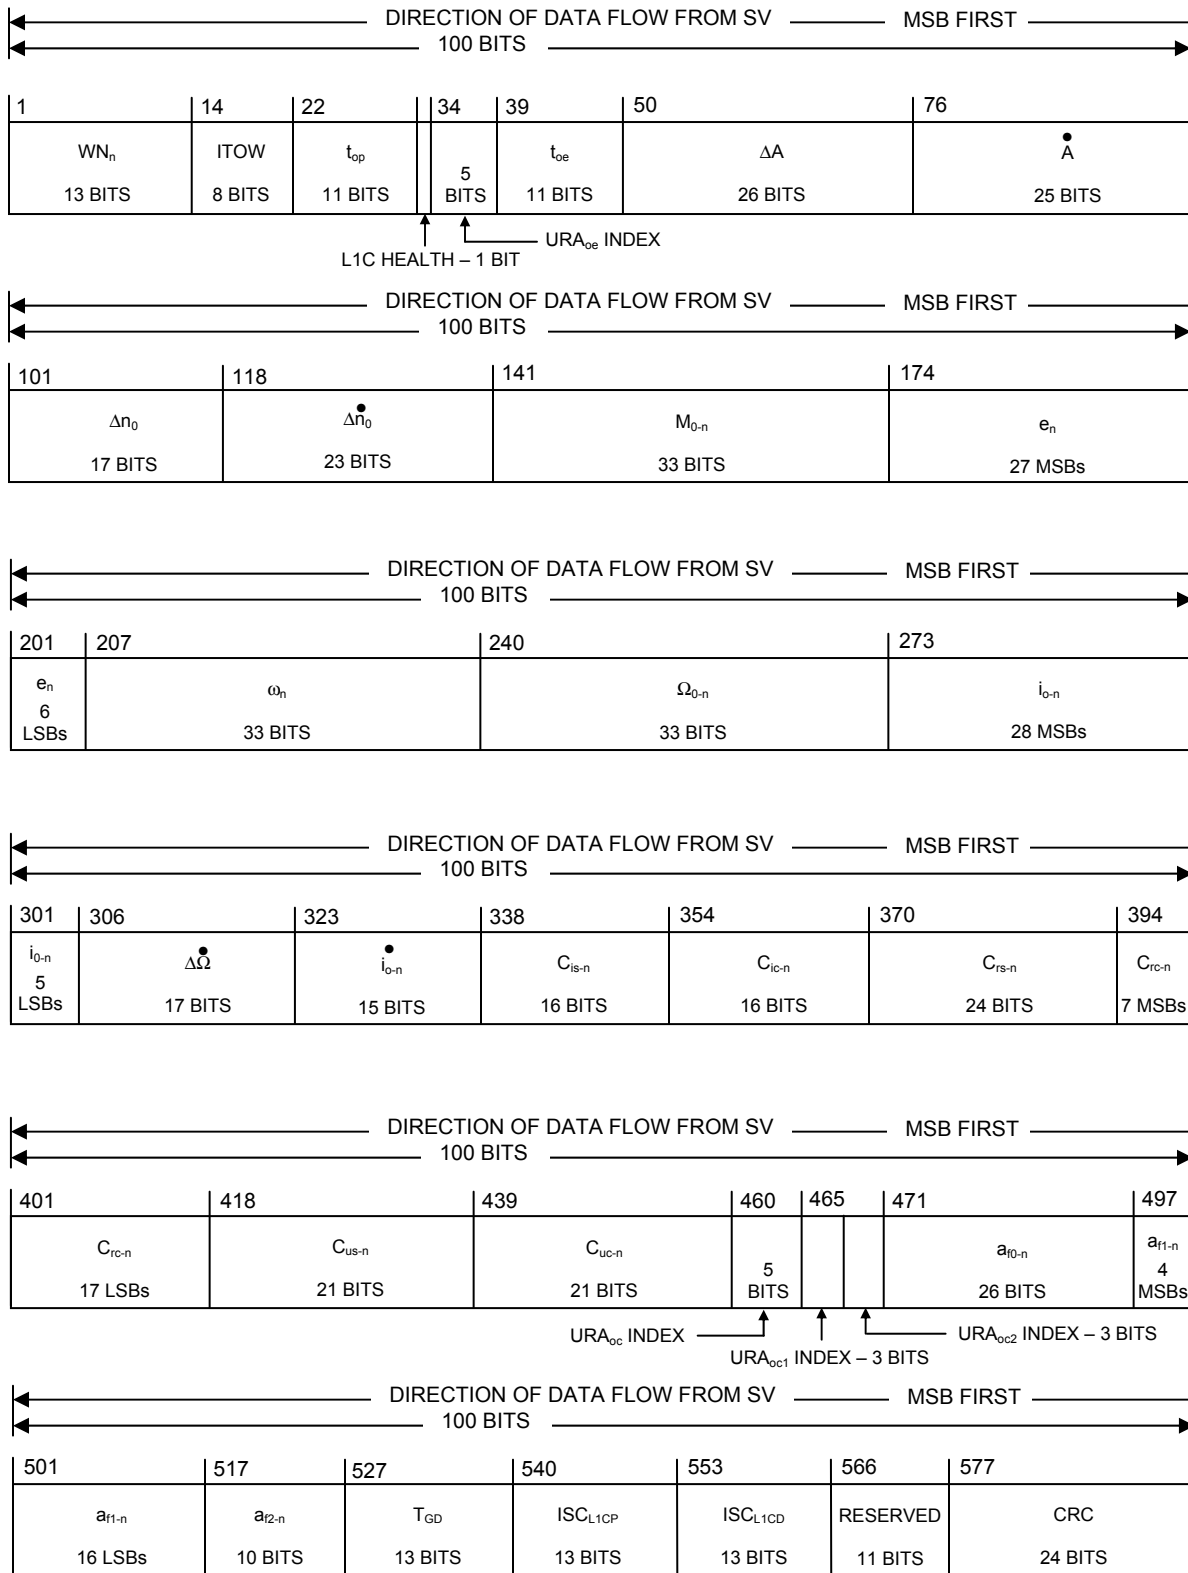 DIRECTION OF DATA FLOW FROM SV MSB FIRST
100 BITS
1 14 22 34 39 50 76
WNn ITOW top toe ΔA Ȧ
13 BITS 8 BITS 11 BITS 5 BITS 11 BITS 26 BITS 25 BITS
URAoe INDEX
L1C HEALTH – 1 BIT
DIRECTION OF DATA FLOW FROM SV MSB FIRST
100 BITS
101 118 141 174
Δn0 Δṅ0 M0-n en
17 BITS 23 BITS 33 BITS 27 MSBs
DIRECTION OF DATA FLOW FROM SV MSB FIRST
100 BITS
201 207 240 273
en ωn Ω0-n io-n
6 LSBs 33 BITS 33 BITS 28 MSBs
DIRECTION OF DATA FLOW FROM SV MSB FIRST
100 BITS
301 306 323 338 354 370 394
i0-n ΔΩ̇ i̇o-n Cis-n Cic-n Crs-n Crc-n
5 LSBs 17 BITS 15 BITS 16 BITS 16 BITS 24 BITS 7 MSBs
DIRECTION OF DATA FLOW FROM SV MSB FIRST
100 BITS
401 418 439 460 465 471 497
Crc-n Cus-n Cuc-n af0-n af1-n
17 LSBs 21 BITS 21 BITS 5 BITS 26 BITS 4 MSBs
URAoc INDEX URAoc2 INDEX – 3 BITS
URAoc1 INDEX – 3 BITS
DIRECTION OF DATA FLOW FROM SV MSB FIRST
100 BITS
501 517 527 540 553 566 577
af1-n af2-n TGD ISCL1CP ISCL1CD RESERVED CRC
16 LSBs 10 BITS 13 BITS 13 BITS 13 BITS 11 BITS 24 BITS